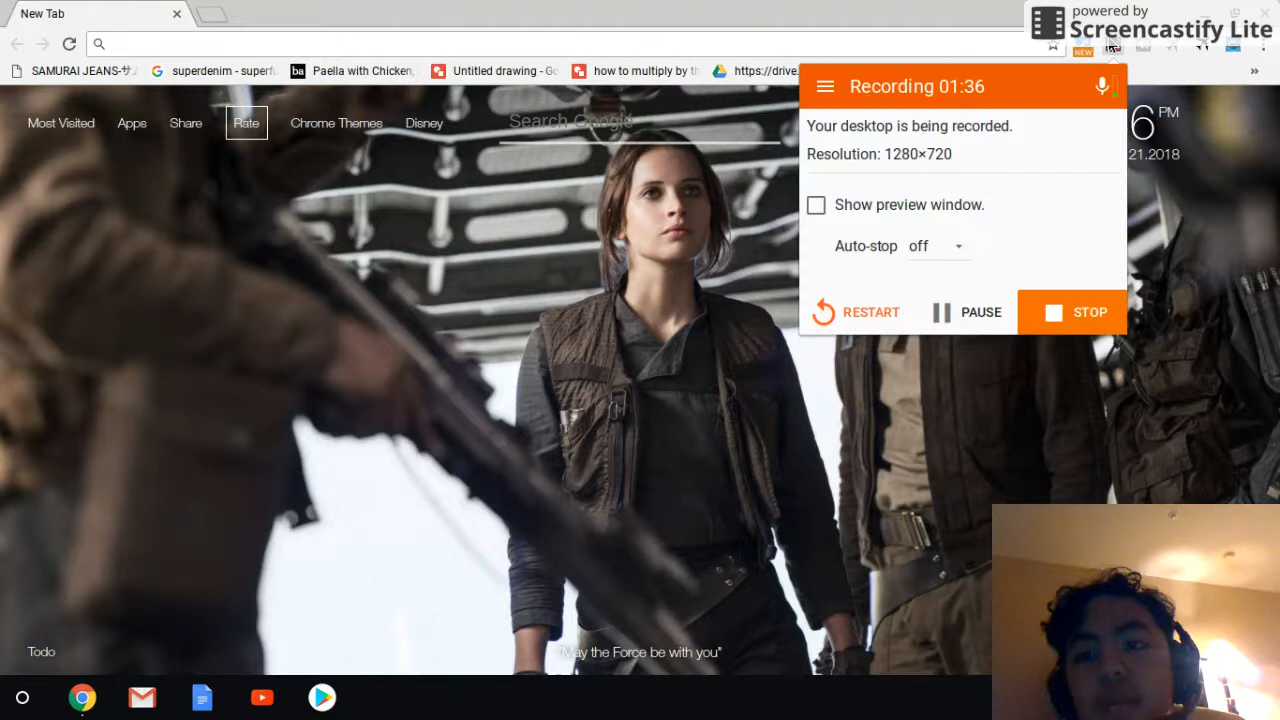 New Tab
powered by
Screencastify Lite
NEW
SAMURAI JEANS-サ
superdenim - superfu
ba
Paella with Chicken,
Untitled drawing - Go
how to multiply by th
https://drive.
»
Recording 01:36
Your desktop is being recorded.
Resolution: 1280×720
Show preview window.
Auto-stop off
RESTART
PAUSE
STOP
Most Visited
Apps
Share
Rate
Chrome Themes
Disney
Search Google
6 PM
21.2018
Todo
"May the Force be with you"